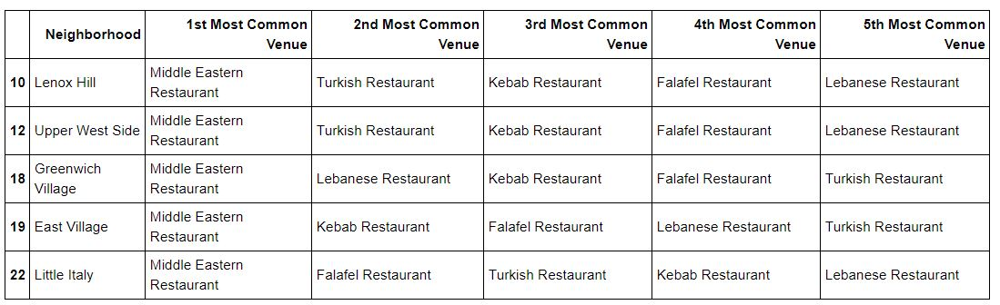 Neighborhood 1st Most Common Venue 2nd Most Common Venue 3rd Most Common Venue 4th Most Common Venue 5th Most Common Venue
10 Lenox Hill Middle Eastern Restaurant Turkish Restaurant Kebab Restaurant Falafel Restaurant Lebanese Restaurant
12 Upper West Side Middle Eastern Restaurant Turkish Restaurant Kebab Restaurant Falafel Restaurant Lebanese Restaurant
18 Greenwich Village Middle Eastern Restaurant Lebanese Restaurant Kebab Restaurant Falafel Restaurant Turkish Restaurant
19 East Village Middle Eastern Restaurant Kebab Restaurant Falafel Restaurant Lebanese Restaurant Turkish Restaurant
22 Little Italy Middle Eastern Restaurant Falafel Restaurant Turkish Restaurant Kebab Restaurant Lebanese Restaurant